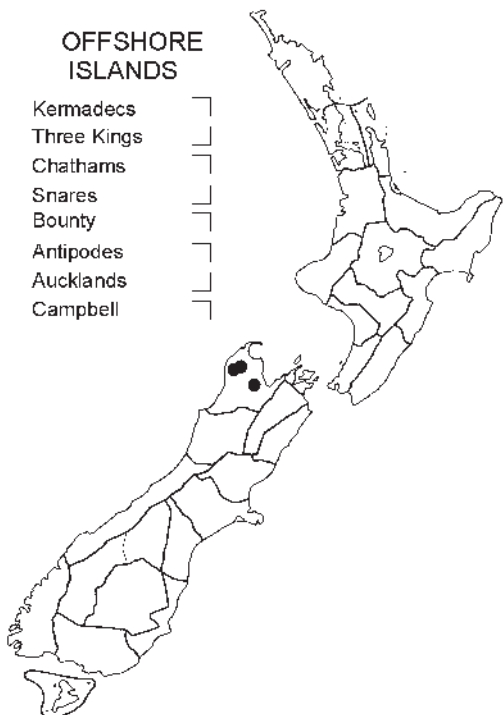 OFFSHORE
ISLANDS
Kermadecs
Three Kings
Chathams
Snares
Bounty
Antipodes
Aucklands
Campbell